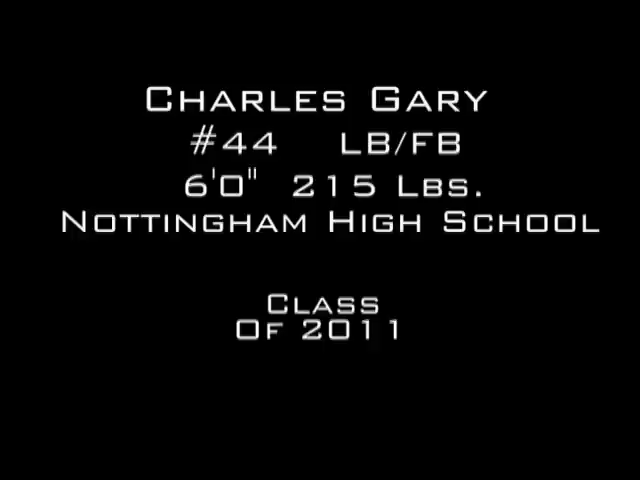 Charles Gary
#44 LB/FB
6'0" 215 Lbs.
Nottingham High School
Class
Of 2011